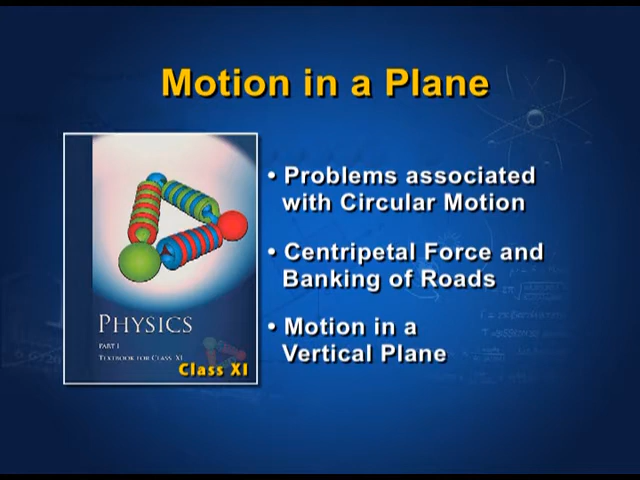 Motion in a Plane
• Problems associated
with Circular Motion
• Centripetal Force and
Banking of Roads
• Motion in a
Vertical Plane
PHYSICS
PART I
TEXTBOOK FOR CLASS XI
Class XI